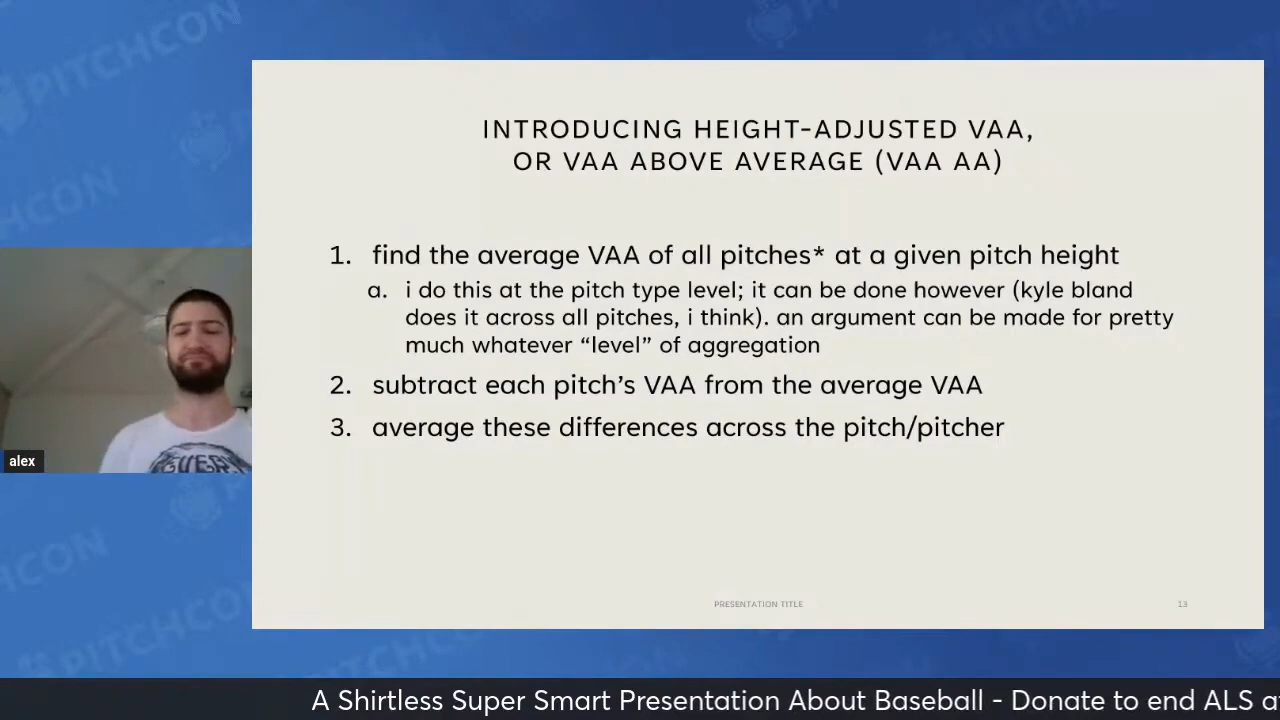 PITCHCON
INTRODUCING HEIGHT-ADJUSTED VAA,
OR VAA ABOVE AVERAGE (VAA AA)
1. find the average VAA of all pitches* at a given pitch height
a. i do this at the pitch type level; it can be done however (kyle bland
does it across all pitches, i think). an argument can be made for pretty
much whatever “level” of aggregation
2. subtract each pitch’s VAA from the average VAA
3. average these differences across the pitch/pitcher
alex
PRESENTATION TITLE
13
A Shirtless Super Smart Presentation About Baseball - Donate to end ALS